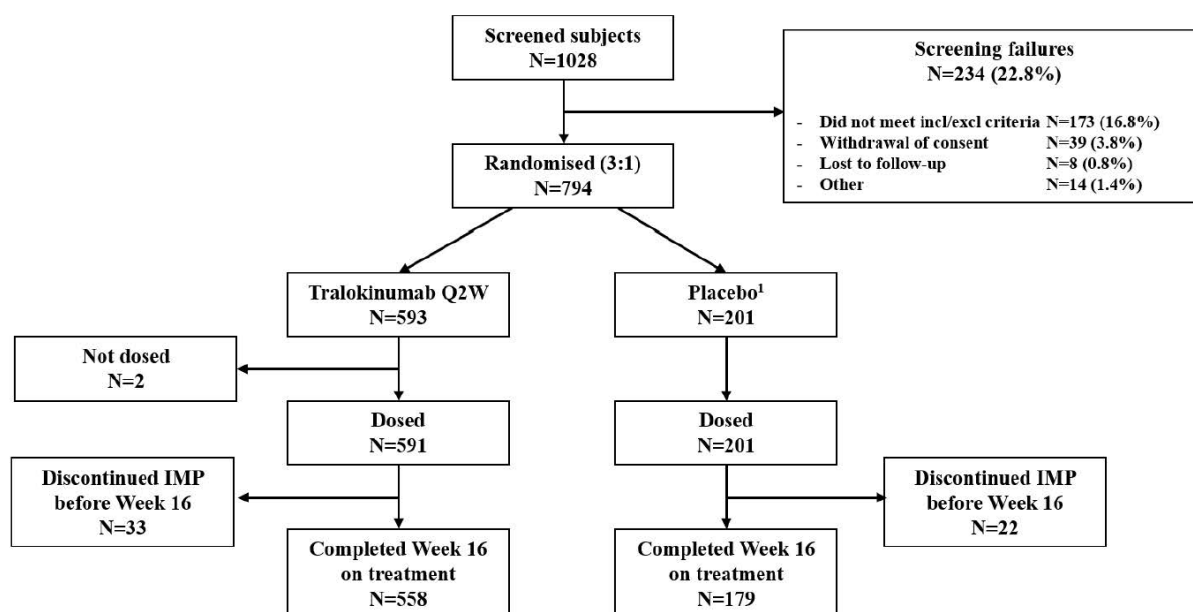 Screened subjects
N=1028
Screening failures
N=234 (22.8%)
- Did not meet incl/excl criteria N=173 (16.8%)
- Withdrawal of consent N=39 (3.8%)
- Lost to follow-up N=8 (0.8%)
- Other N=14 (1.4%)
Randomised (3:1)
N=794
Tralokinumab Q2W
N=593
Placebo¹
N=201
Not dosed
N=2
Dosed
N=591
Dosed
N=201
Discontinued IMP
before Week 16
N=33
Discontinued IMP
before Week 16
N=22
Completed Week 16
on treatment
N=558
Completed Week 16
on treatment
N=179